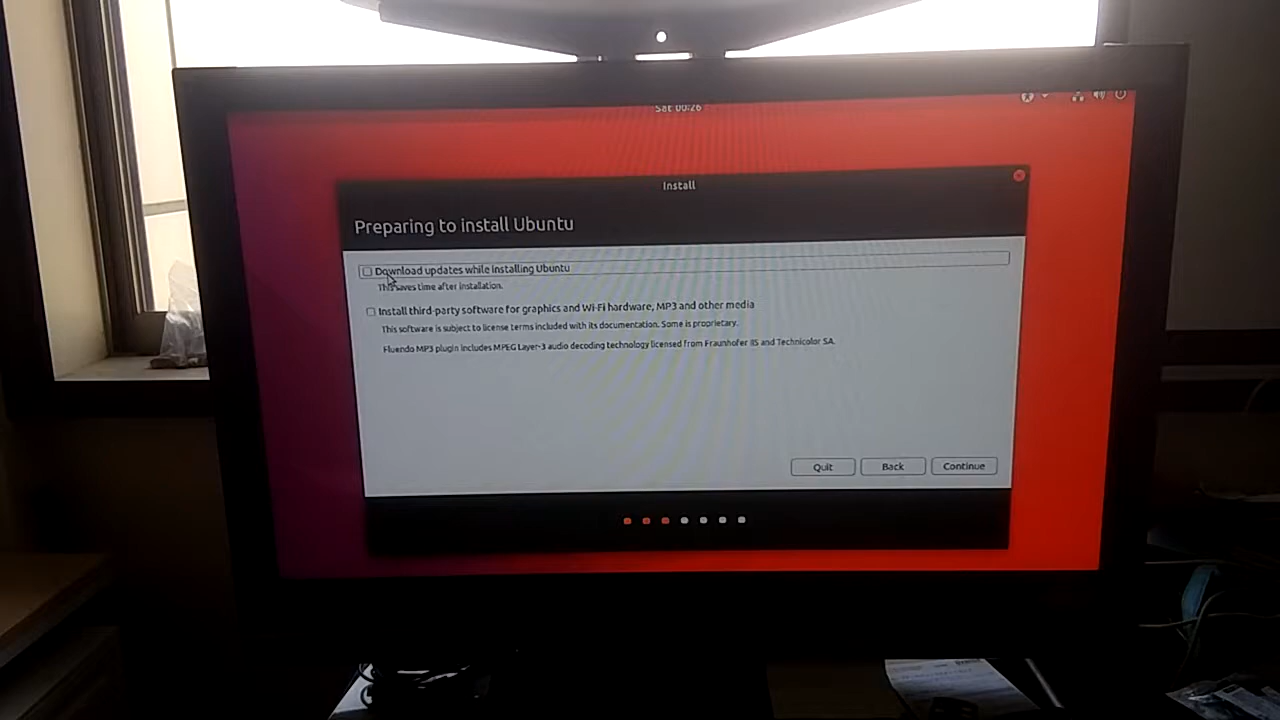 Sat 00:26
Install
Preparing to install Ubuntu
Download updates while installing Ubuntu
This saves time after installation.
Install third-party software for graphics and Wi-Fi hardware, MP3 and other media
This software is subject to license terms included with its documentation. Some is proprietary.
Fluendo MP3 plugin includes MPEG Layer-3 audio decoding technology licensed from Fraunhofer IIS and Technicolor SA.
Quit Back Continue